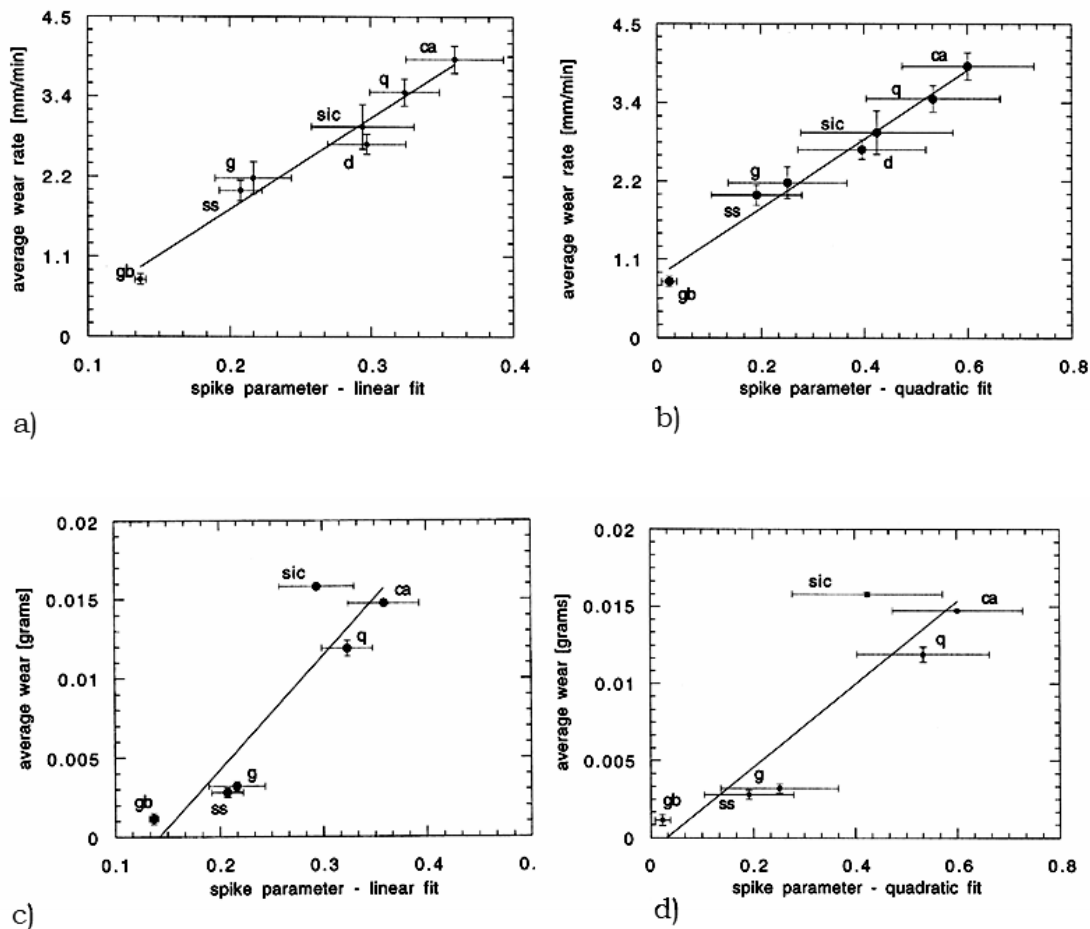 4.5
3.4
2.2
1.1
0
average wear rate [mm/min]
ca
q
sic
d
g
ss
gb
0.1
0.2
0.3
0.4
spike parameter - linear fit
a)
4.5
3.4
2.2
1.1
0
average wear rate [mm/min]
ca
q
sic
d
g
ss
gb
0
0.2
0.4
0.6
0.8
spike parameter - quadratic fit
b)
0.02
0.015
0.01
0.005
0
average wear [grams]
sic
ca
q
g
gb
ss
0.1
0.2
0.3
0.4
0.
spike parameter - linear fit
c)
0.02
0.015
0.01
0.005
0
average wear [grams]
sic
ca
q
g
gb
ss
0
0.2
0.4
0.6
0.8
spike parameter - quadratic fit
d)